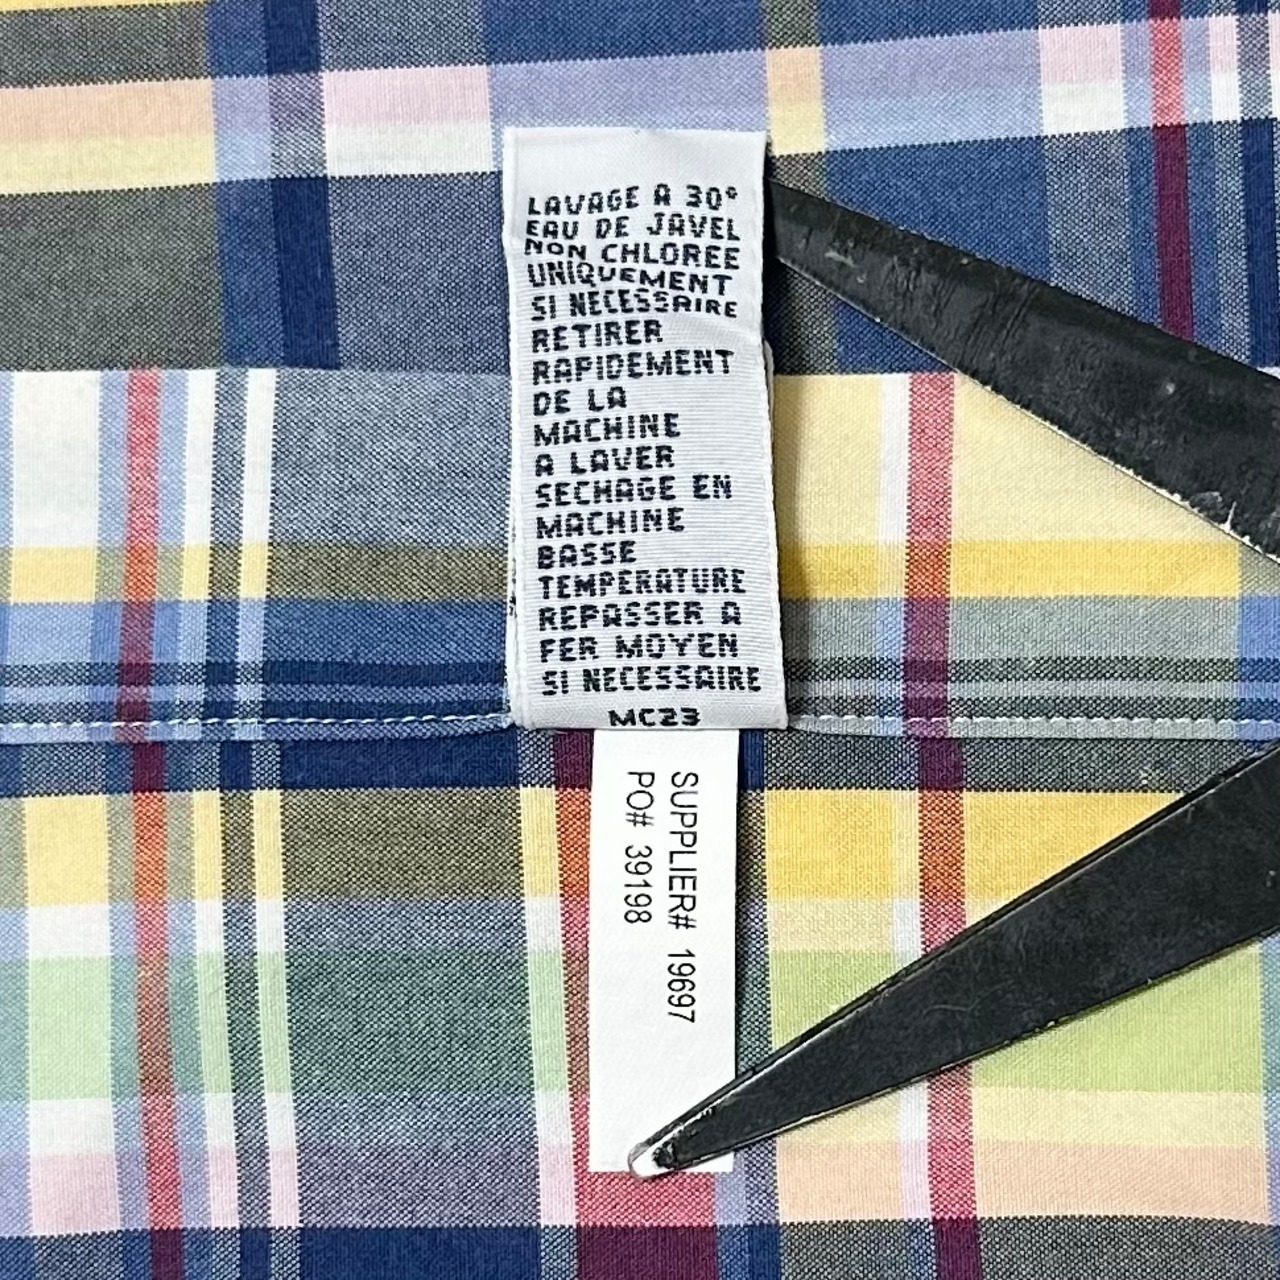 LAVAGE A 30°
EAU DE JAVEL
NON CHLOREE
UNIQUEMENT
SI NECESSAIRE
RETIRER
RAPIDEMENT
DE LA
MACHINE
A LAVER
SECHAGE EN
MACHINE
BASSE
TEMPERATURE
REPASSER A
FER MOYEN
SI NECESSAIRE
MC23
SUPPLIER# 19697
PO# 39198